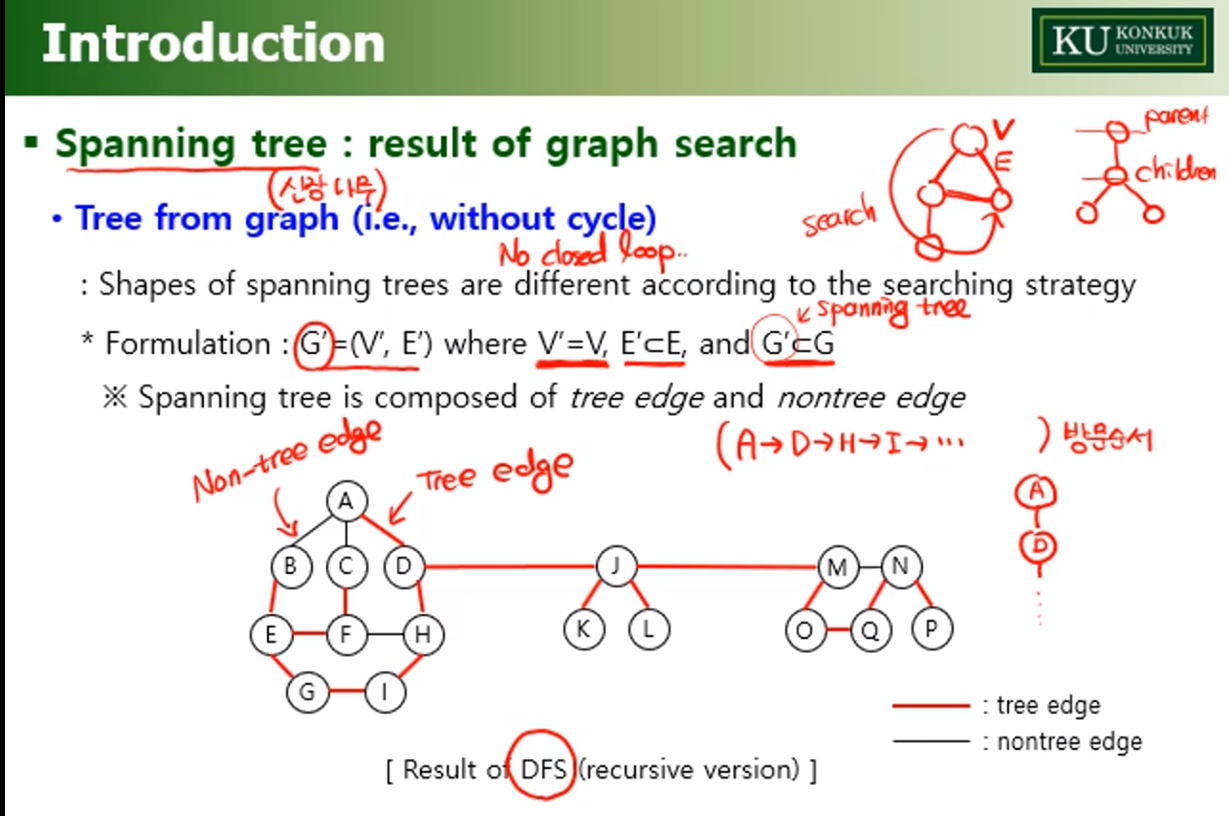 Introduction
KU KONKUK UNIVERSITY
▪ Spanning tree : result of graph search
(신장 나무)
V
E
search
parent
children
• Tree from graph (i.e., without cycle)
No closed loop..
: Shapes of spanning trees are different according to the searching strategy
spanning tree
* Formulation : G'=(V', E') where V'=V, E'⊂E, and G'⊂G
※ Spanning tree is composed of tree edge and nontree edge
(A→D→H→I→⋯ ) 방문순서
Non-tree edge
Tree edge
A
A
B C D J M N
D
E F H K L O Q P
G I
: tree edge
: nontree edge
[ Result of DFS (recursive version) ]